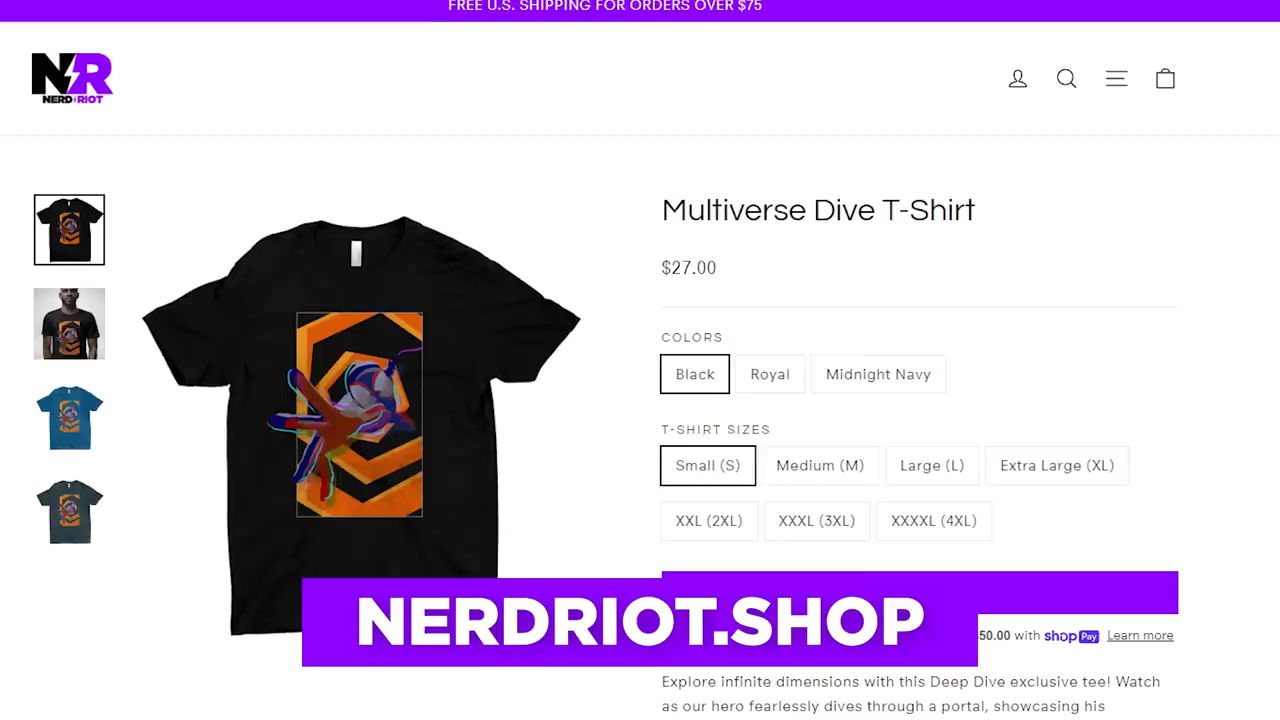 FREE U.S. SHIPPING FOR ORDERS OVER $75
NR
NERD RIOT
Multiverse Dive T-Shirt
$27.00
COLORS
Black Royal Midnight Navy
T-SHIRT SIZES
Small (S) Medium (M) Large (L) Extra Large (XL)
XXL (2XL) XXXL (3XL) XXXXL (4XL)
NERDRIOT.SHOP
50.00 with shop Pay Learn more
Explore infinite dimensions with this Deep Dive exclusive tee! Watch
as our hero fearlessly dives through a portal, showcasing his